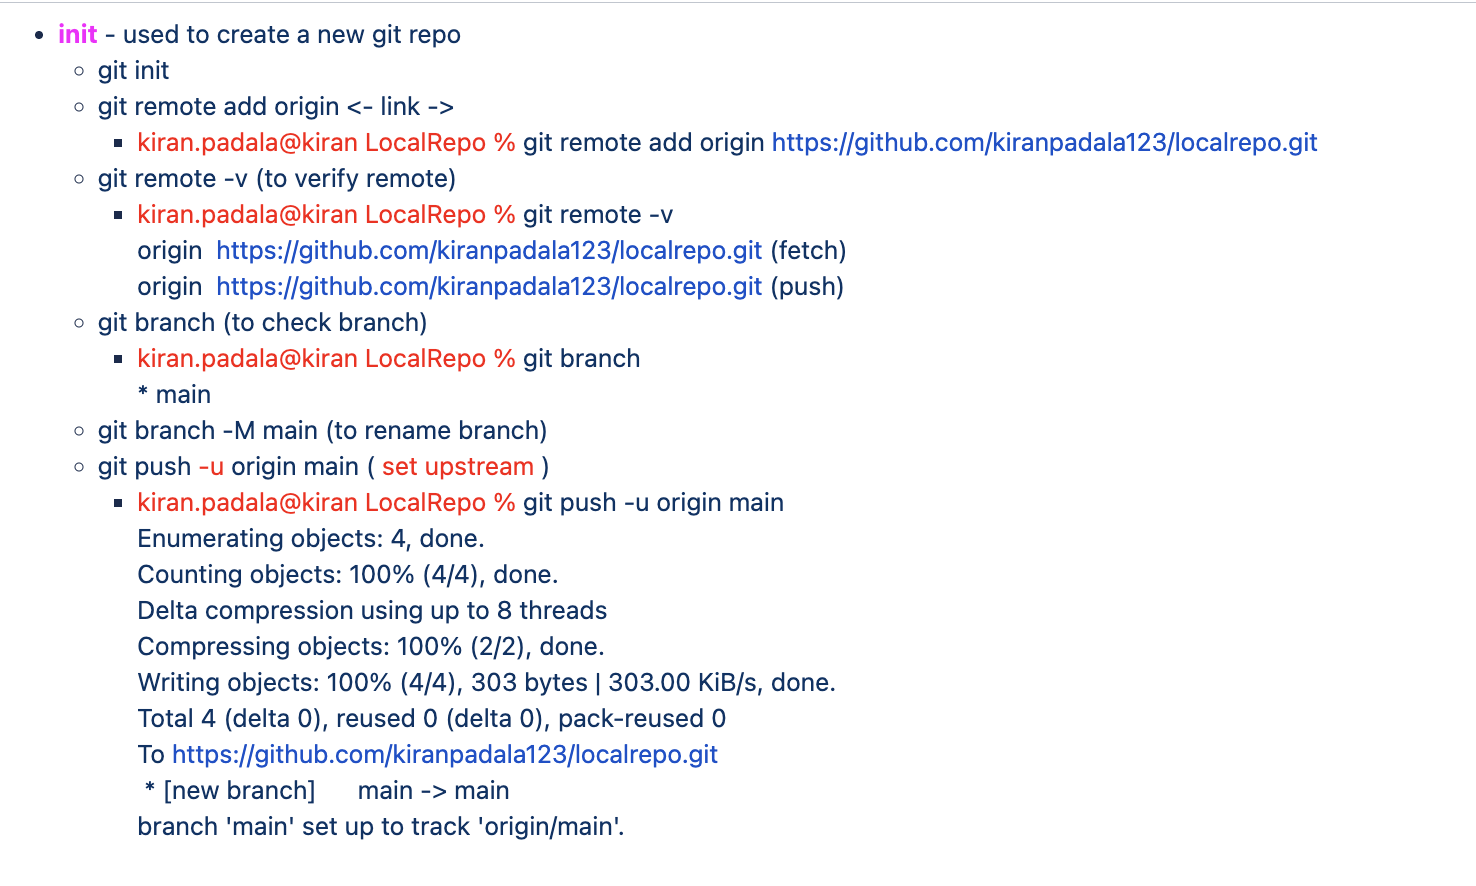 init - used to create a new git repo
git init
git remote add origin <- link ->
kiran.padala@kiran LocalRepo % git remote add origin https://github.com/kiranpadala123/localrepo.git
git remote -v (to verify remote)
kiran.padala@kiran LocalRepo % git remote -v
origin  https://github.com/kiranpadala123/localrepo.git (fetch)
origin  https://github.com/kiranpadala123/localrepo.git (push)
git branch (to check branch)
kiran.padala@kiran LocalRepo % git branch
* main
git branch -M main (to rename branch)
git push -u origin main ( set upstream )
kiran.padala@kiran LocalRepo % git push -u origin main
Enumerating objects: 4, done.
Counting objects: 100% (4/4), done.
Delta compression using up to 8 threads
Compressing objects: 100% (2/2), done.
Writing objects: 100% (4/4), 303 bytes | 303.00 KiB/s, done.
Total 4 (delta 0), reused 0 (delta 0), pack-reused 0
To https://github.com/kiranpadala123/localrepo.git
* [new branch]      main -> main
branch 'main' set up to track 'origin/main'.